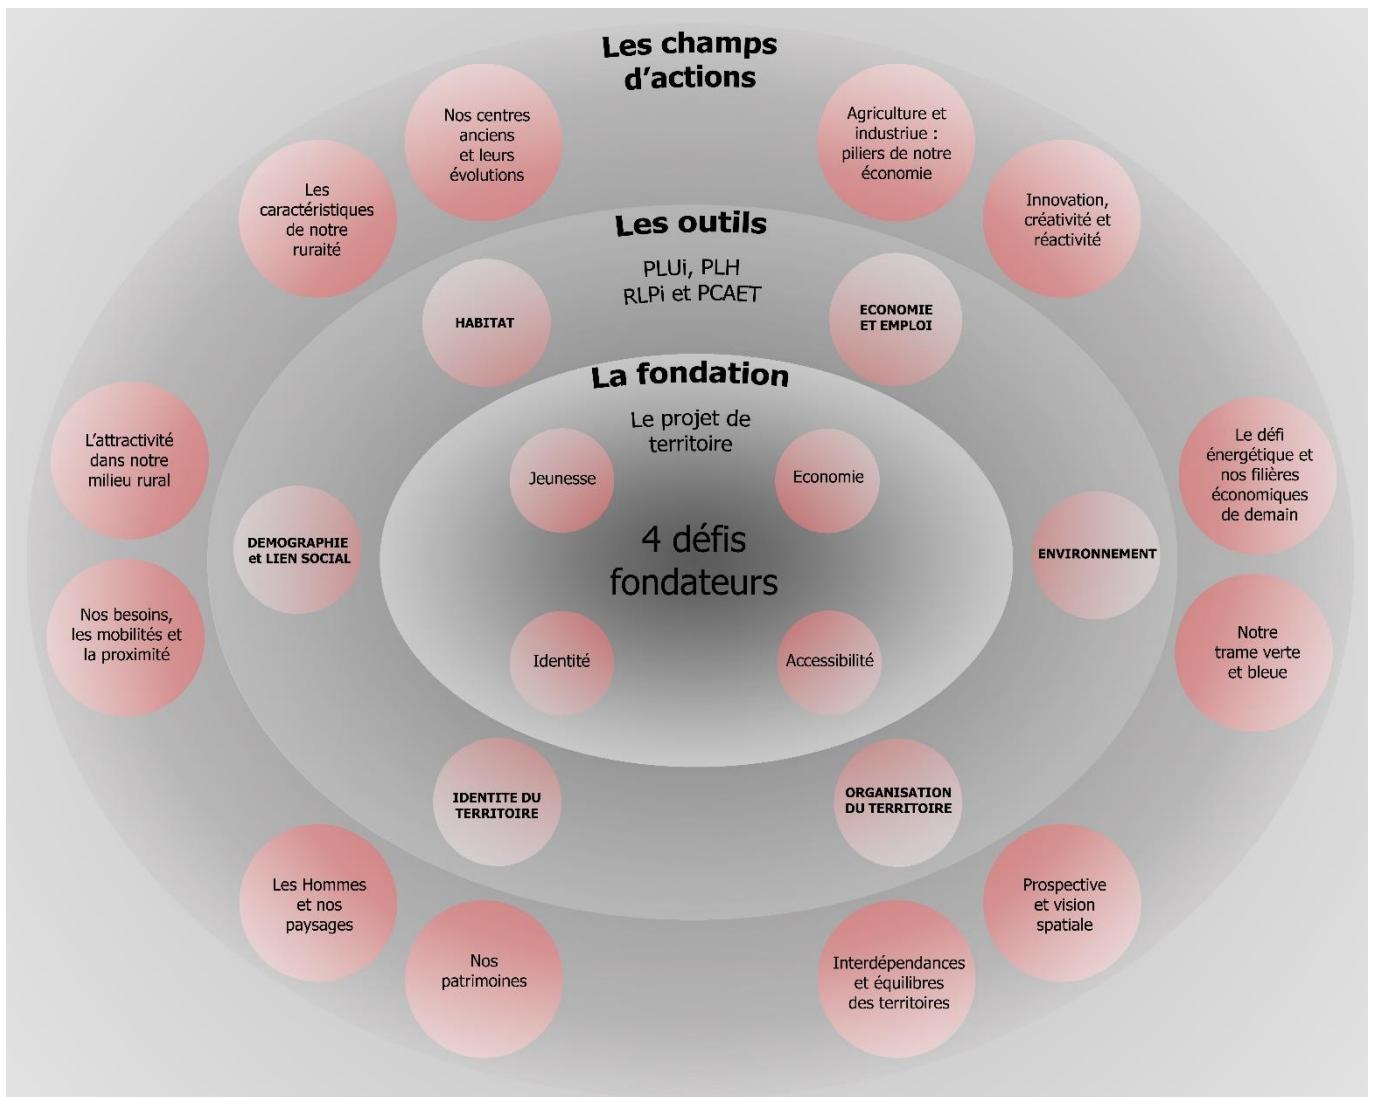 Les champs
d'actions
Nos centres
anciens
et leurs
évolutions
Agriculture et
industriue :
piliers de notre
économie
Les
caractéristiques
de notre
ruraité
Innovation,
créativité et
réactivité
Les outils
PLUi, PLH
RLPi et PCAET
HABITAT
ECONOMIE
ET EMPLOI
La fondation
Le projet de
territoire
L'attractivité
dans notre
milieu rural
Jeunesse
Economie
Le défi
énergétique et
nos filières
économiques
de demain
4 défis
fondateurs
DEMOGRAPHIE
et LIEN SOCIAL
ENVIRONNEMENT
Nos besoins,
les mobilités et
la proximité
Identité
Accessibilité
Notre
trame verte
et bleue
IDENTITE DU
TERRITOIRE
ORGANISATION
DU TERRITOIRE
Les Hommes
et nos
paysages
Prospective
et vision
spatiale
Nos
patrimoines
Interdépendances
et équilibres
des territoires